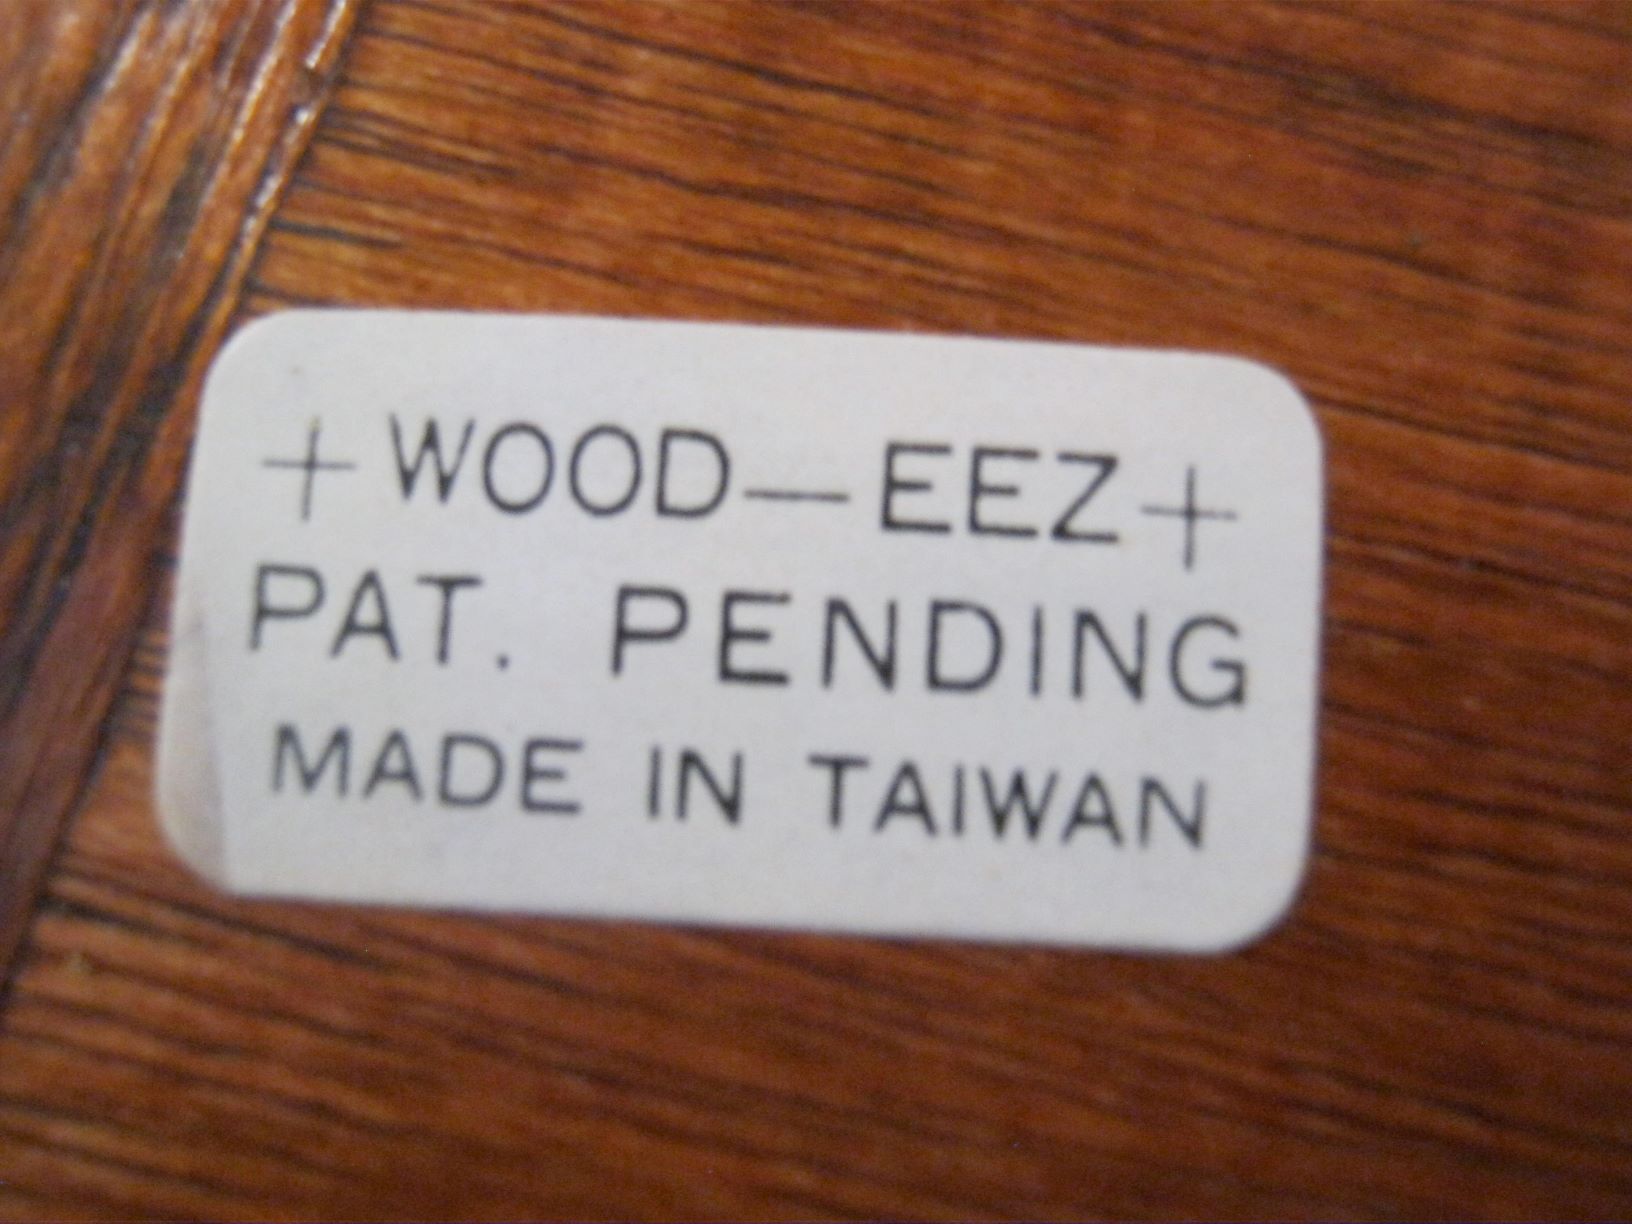 +WOOD—EEZ+
PAT. PENDING
MADE IN TAIWAN